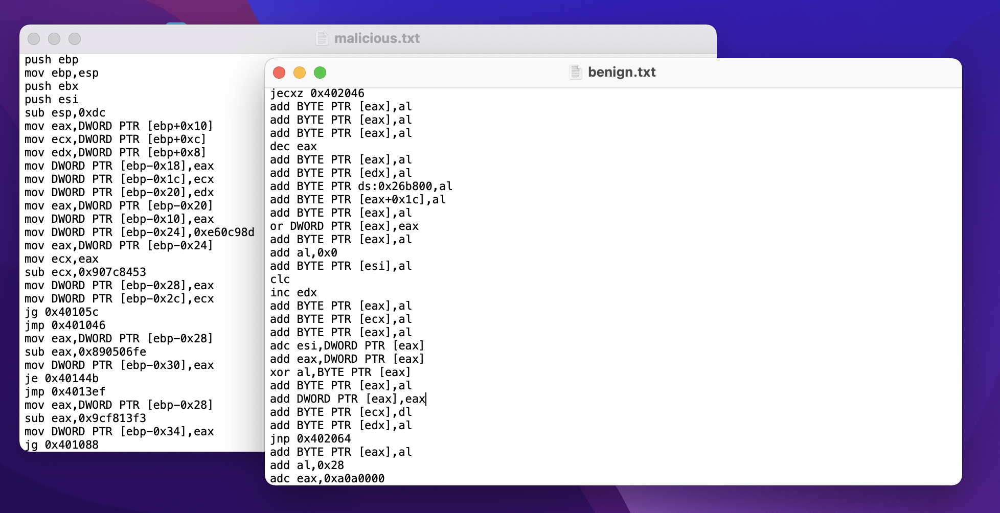 malicious.txt
push ebp
mov ebp,esp
push ebx
push esi
sub esp,0xdc
mov eax,DWORD PTR [ebp+0x10]
mov ecx,DWORD PTR [ebp+0xc]
mov edx,DWORD PTR [ebp+0x8]
mov DWORD PTR [ebp-0x18],eax
mov DWORD PTR [ebp-0x1c],ecx
mov DWORD PTR [ebp-0x20],edx
mov eax,DWORD PTR [ebp-0x20]
mov DWORD PTR [ebp-0x10],eax
mov DWORD PTR [ebp-0x24],0xe60c98d
mov eax,DWORD PTR [ebp-0x24]
mov ecx,eax
sub ecx,0x907c8453
mov DWORD PTR [ebp-0x28],eax
mov DWORD PTR [ebp-0x2c],ecx
jg 0x40105c
jmp 0x401046
mov eax,DWORD PTR [ebp-0x28]
sub eax,0x890506fe
mov DWORD PTR [ebp-0x30],eax
je 0x40144b
jmp 0x4013ef
mov eax,DWORD PTR [ebp-0x28]
sub eax,0x9cf813f3
mov DWORD PTR [ebp-0x34],eax
jg 0x401088
benign.txt
jecxz 0x402046
add BYTE PTR [eax],al
add BYTE PTR [eax],al
add BYTE PTR [eax],al
dec eax
add BYTE PTR [eax],al
add BYTE PTR [edx],al
add BYTE PTR ds:0x26b800,al
add BYTE PTR [eax+0x1c],al
add BYTE PTR [eax],al
or DWORD PTR [eax],eax
add BYTE PTR [eax],al
add al,0x0
add BYTE PTR [esi],al
clc
inc edx
add BYTE PTR [eax],al
add BYTE PTR [ecx],al
add BYTE PTR [eax],al
adc esi,DWORD PTR [eax]
add eax,DWORD PTR [eax]
xor al,BYTE PTR [eax]
add BYTE PTR [eax],al
add DWORD PTR [eax],eax
add BYTE PTR [ecx],dl
add BYTE PTR [edx],al
jnp 0x402064
add BYTE PTR [eax],al
add al,0x28
adc eax,0xa0a0000